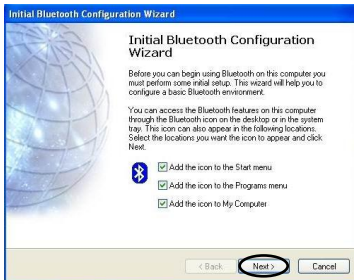 Initial Bluetooth Configuration Wizard
Initial Bluetooth Configuration
Wizard
Before you can begin using Bluetooth on this computer you
must perform some initial setup. This wizard will help you to
configure a basic Bluetooth environment.
You can access the Bluetooth features on this computer
through the Bluetooth icon on the desktop or in the system
tray. This icon can also appear in the following locations.
Select the locations you want the icon to appear and click
Next.
Add the icon to the Start menu
Add the icon to the Programs menu
Add the icon to My Computer
< Back Next > Cancel